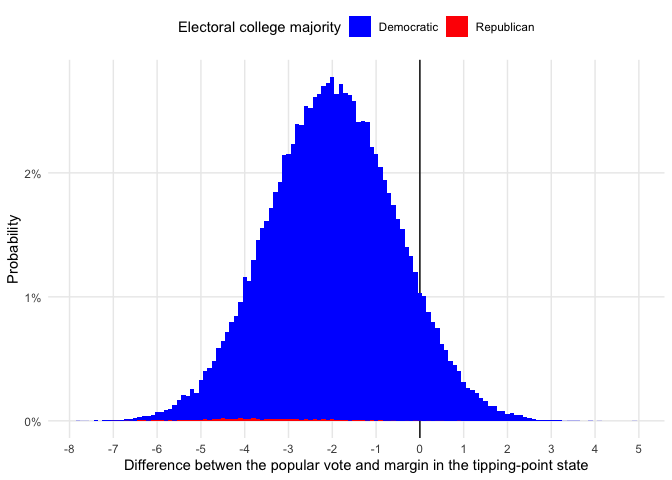 Electoral college majority Democratic Republican
Probability
2%
1%
0%
-8 -7 -6 -5 -4 -3 -2 -1 0 1 2 3 4 5
Difference betwen the popular vote and margin in the tipping-point state